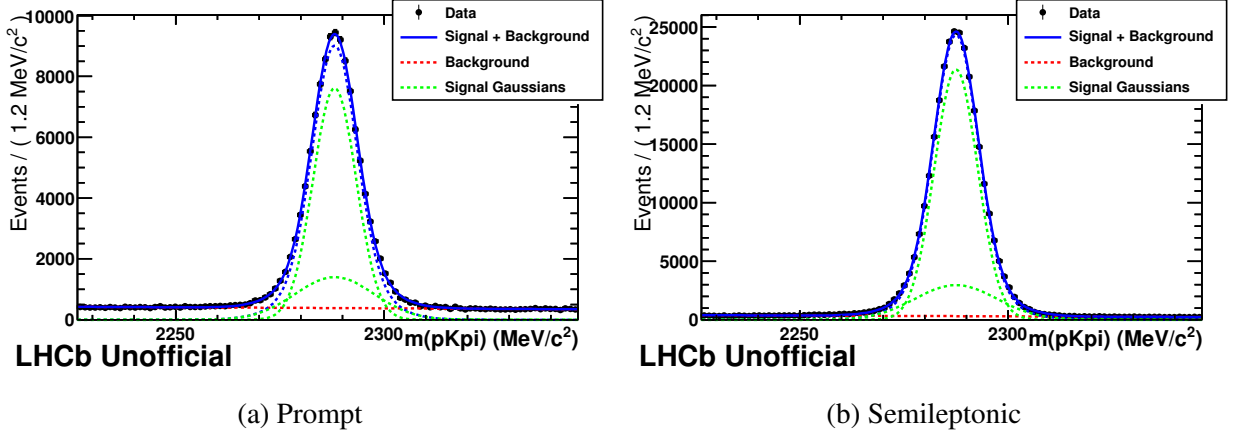 Events / ( 1.2 MeV/c²)
10000
8000
6000
4000
2000
0
2250
2300
m(pKpi) (MeV/c²)
Data
Signal + Background
Background
Signal Gaussians
LHCb Unofficial
(a) Prompt
Events / ( 1.2 MeV/c²)
25000
20000
15000
10000
5000
0
2250
2300
m(pKpi) (MeV/c²)
Data
Signal + Background
Background
Signal Gaussians
LHCb Unofficial
(b) Semileptonic